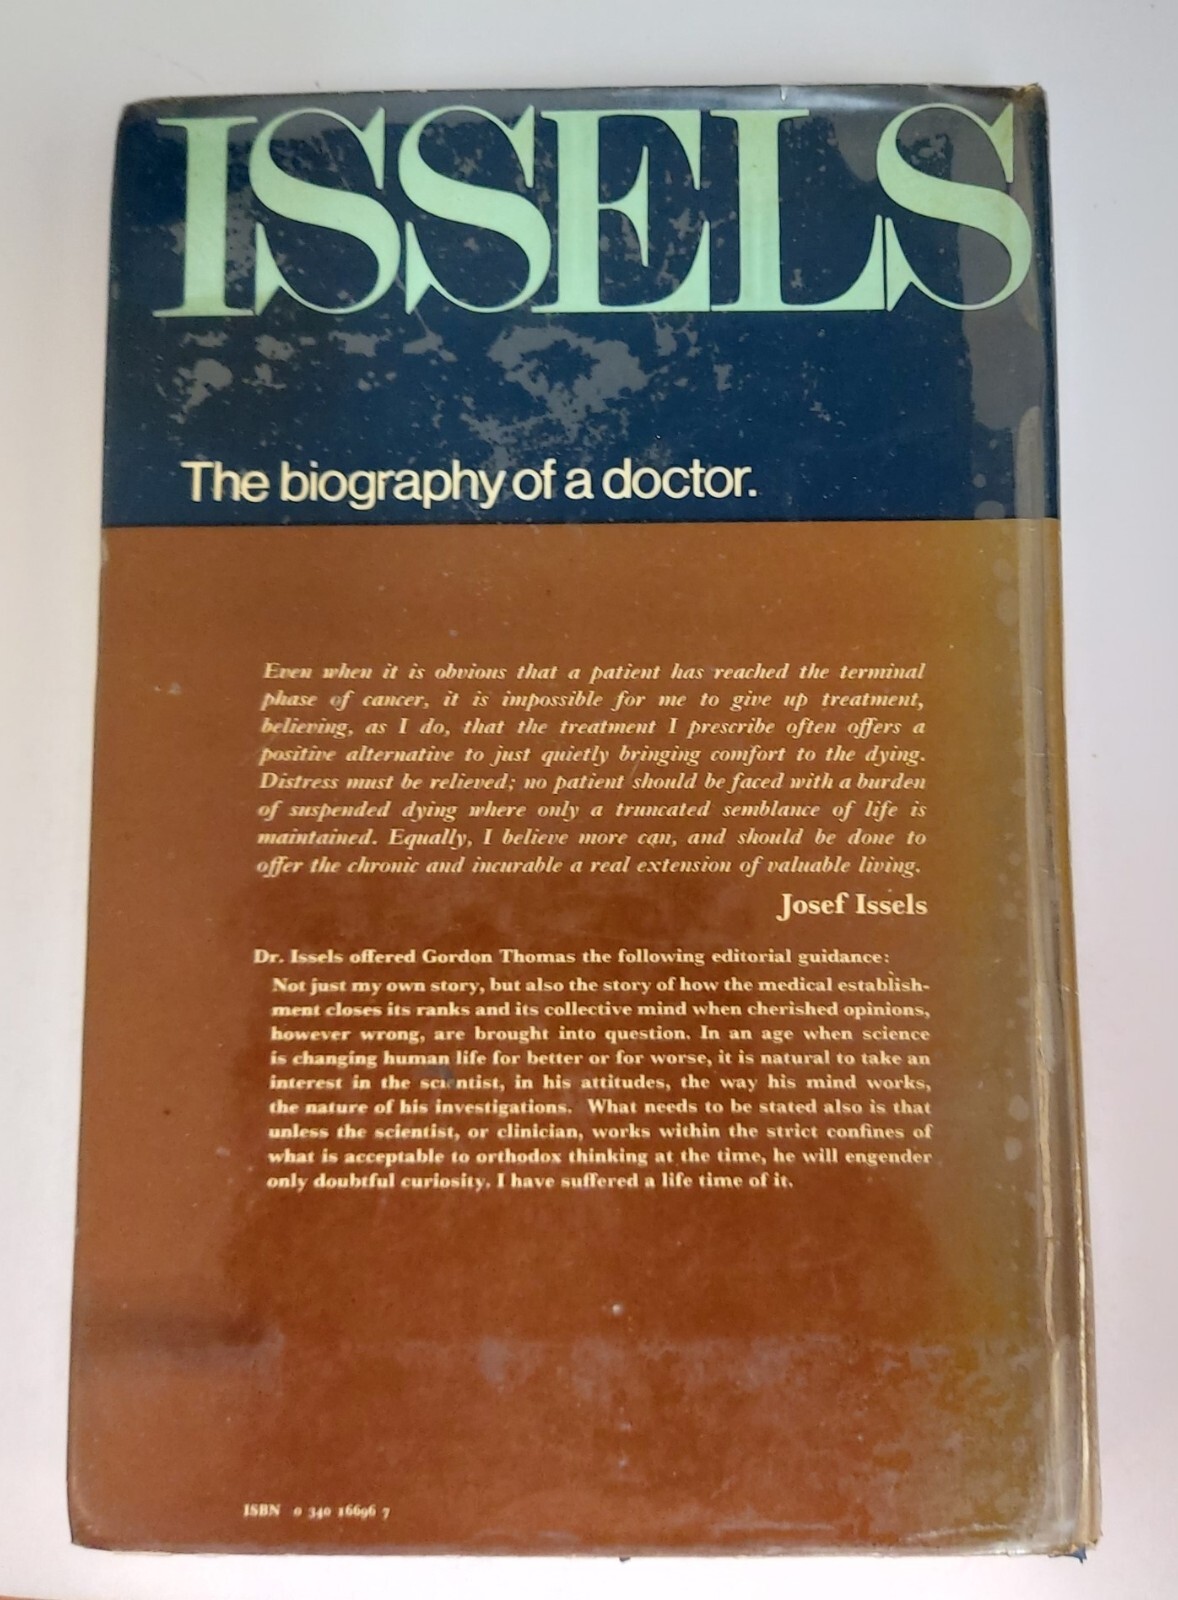 ISSELS
The biography of a doctor.
Even when it is obvious that a patient has reached the terminal
phase of cancer, it is impossible for me to give up treatment,
believing, as I do, that the treatment I prescribe often offers a
positive alternative to just quietly bringing comfort to the dying.
Distress must be relieved; no patient should be faced with a burden
of suspended dying where only a truncated semblance of life is
maintained. Equally, I believe more can, and should be done to
offer the chronic and incurable a real extension of valuable living.
Josef Issels
Dr. Issels offered Gordon Thomas the following editorial guidance:
Not just my own story, but also the story of how the medical establish-
ment closes its ranks and its collective mind when cherished opinions,
however wrong, are brought into question. In an age when science
is changing human life for better or for worse, it is natural to take an
interest in the scientist, in his attitudes, the way his mind works,
the nature of his investigations. What needs to be stated also is that
unless the scientist, or clinician, works within the strict confines of
what is acceptable to orthodox thinking at the time, he will engender
only doubtful curiosity. I have suffered a life time of it.
ISBN 0 340 16696 7